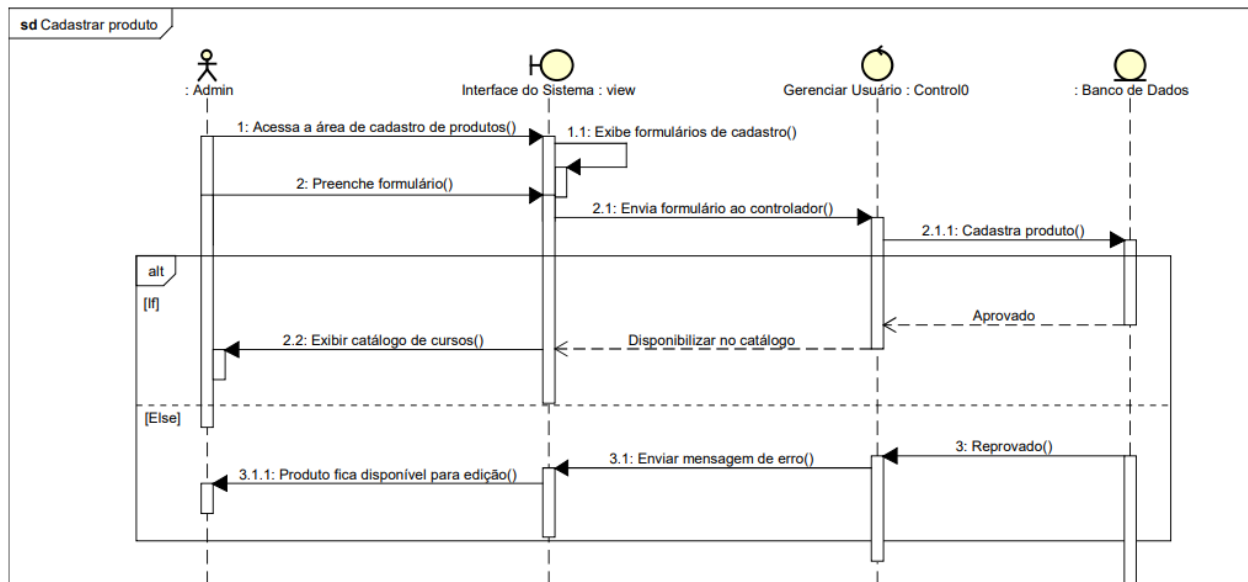 sd Cadastrar produto
: Admin
Interface do Sistema : view
Gerenciar Usuário : Control0
: Banco de Dados
1: Acessa a área de cadastro de produtos()
1.1: Exibe formulários de cadastro()
2: Preenche formulário()
2.1: Envia formulário ao controlador()
2.1.1: Cadastra produto()
alt
[If]
Aprovado
2.2: Exibir catálogo de cursos()
Disponibilizar no catálogo
[Else]
3: Reprovado()
3.1: Enviar mensagem de erro()
3.1.1: Produto fica disponível para edição()